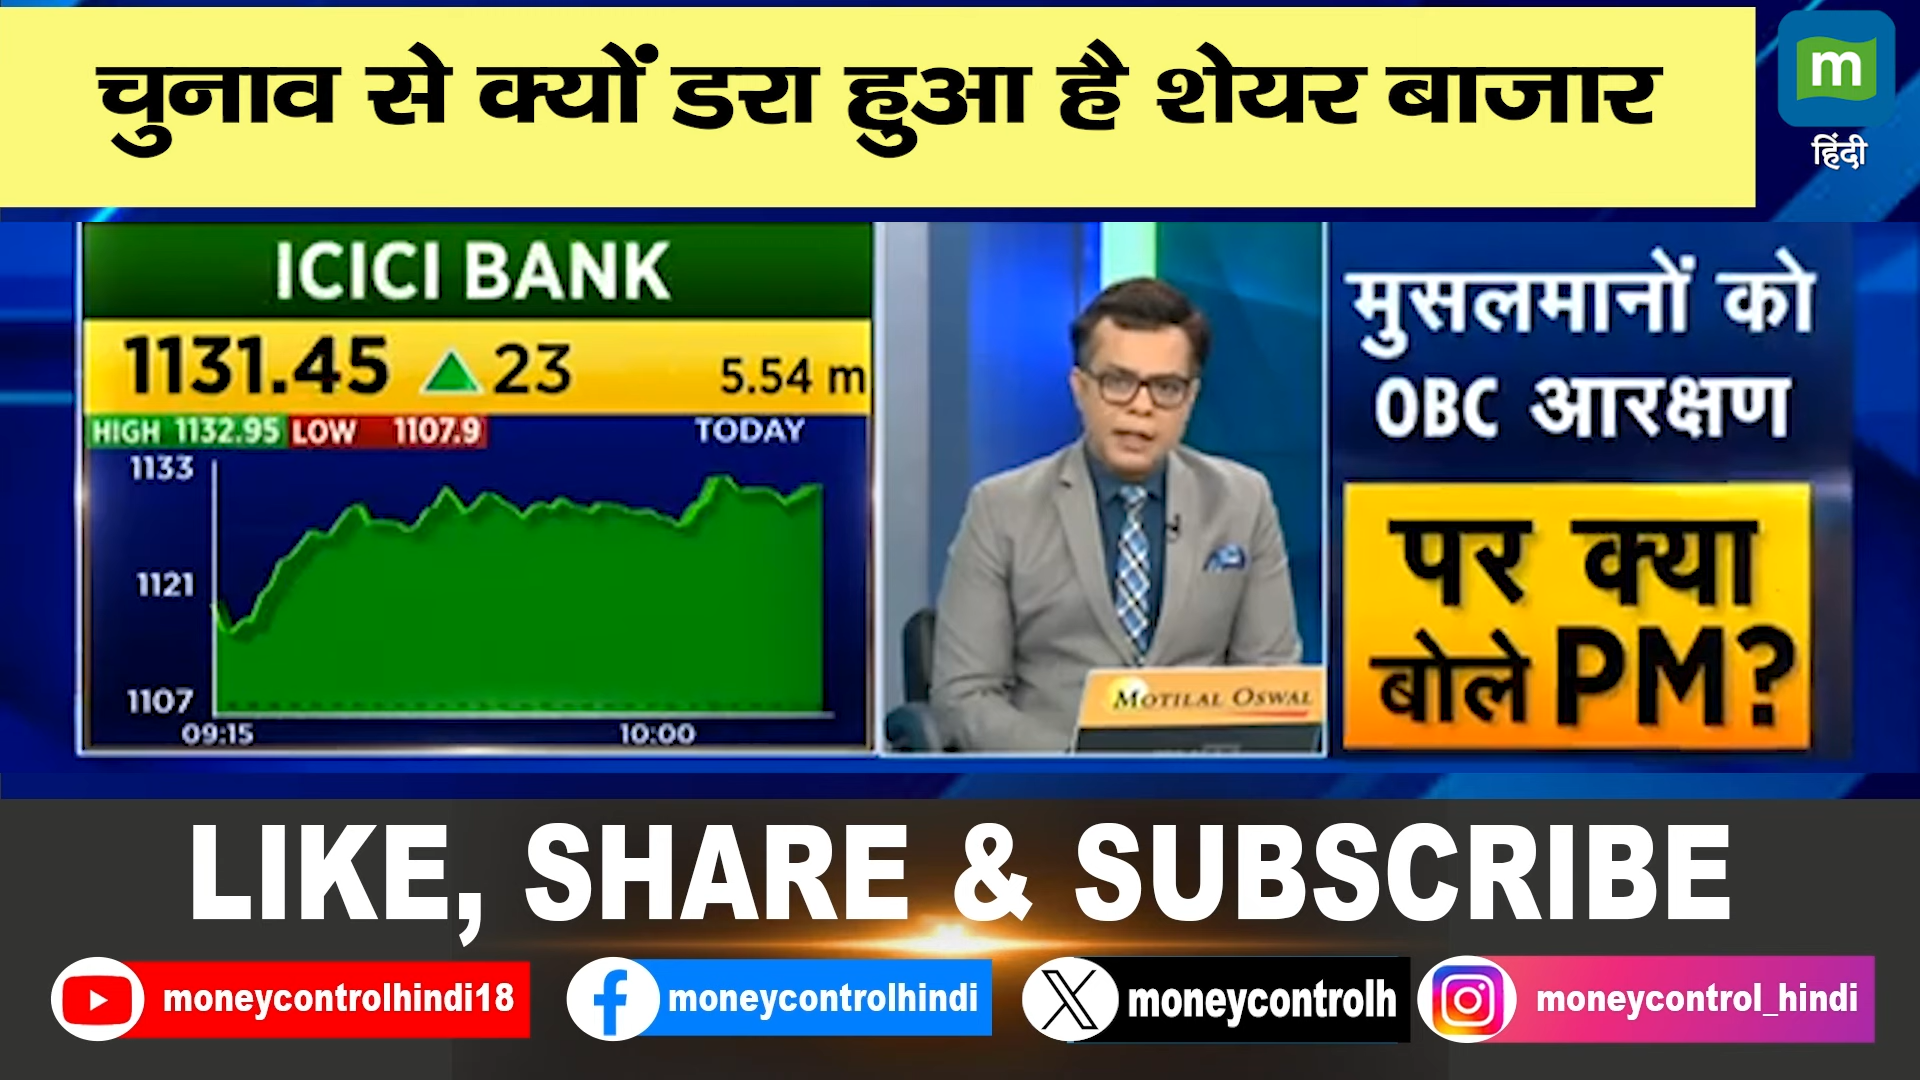 चुनाव से क्यों डरा हुआ है शेयर बाजार
m
हिंदी
ICICI BANK
1131.45 ▲ 23 5.54 m
HIGH 1132.95 LOW 1107.9 TODAY
1133
1121
1107
09:15 10:00
MOTILAL OSWAL
मुसलमानों को
OBC आरक्षण
पर क्या
बोले PM?
LIKE, SHARE & SUBSCRIBE
moneycontrolhindi18 moneycontrolhindi moneycontrolh moneycontrol_hindi